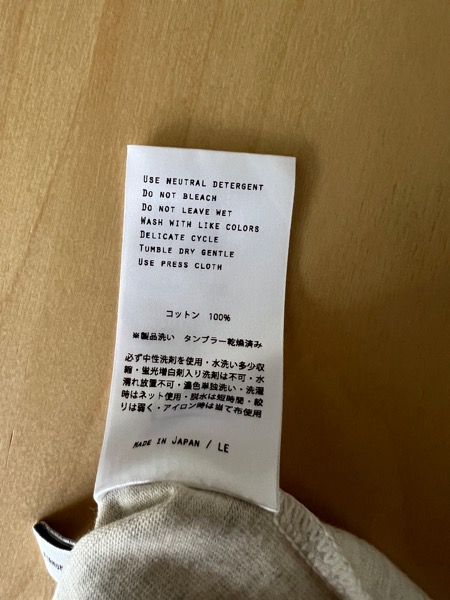 USE NEUTRAL DETERGENT
DO NOT BLEACH
DO NOT LEAVE WET
WASH WITH LIKE COLORS
DELICATE CYCLE
TUMBLE DRY GENTLE
USE PRESS CLOTH
コットン 100%
※製品洗い タンブラー乾燥済み
必ず中性洗剤を使用・水洗い多少収
縮・蛍光増白剤入り洗剤は不可・水
濡れ放置不可・濃色単独洗い・洗濯
時はネット使用・脱水は短時間・絞
りは弱く・アイロン時は当て布使用
MADE IN JAPAN / LE